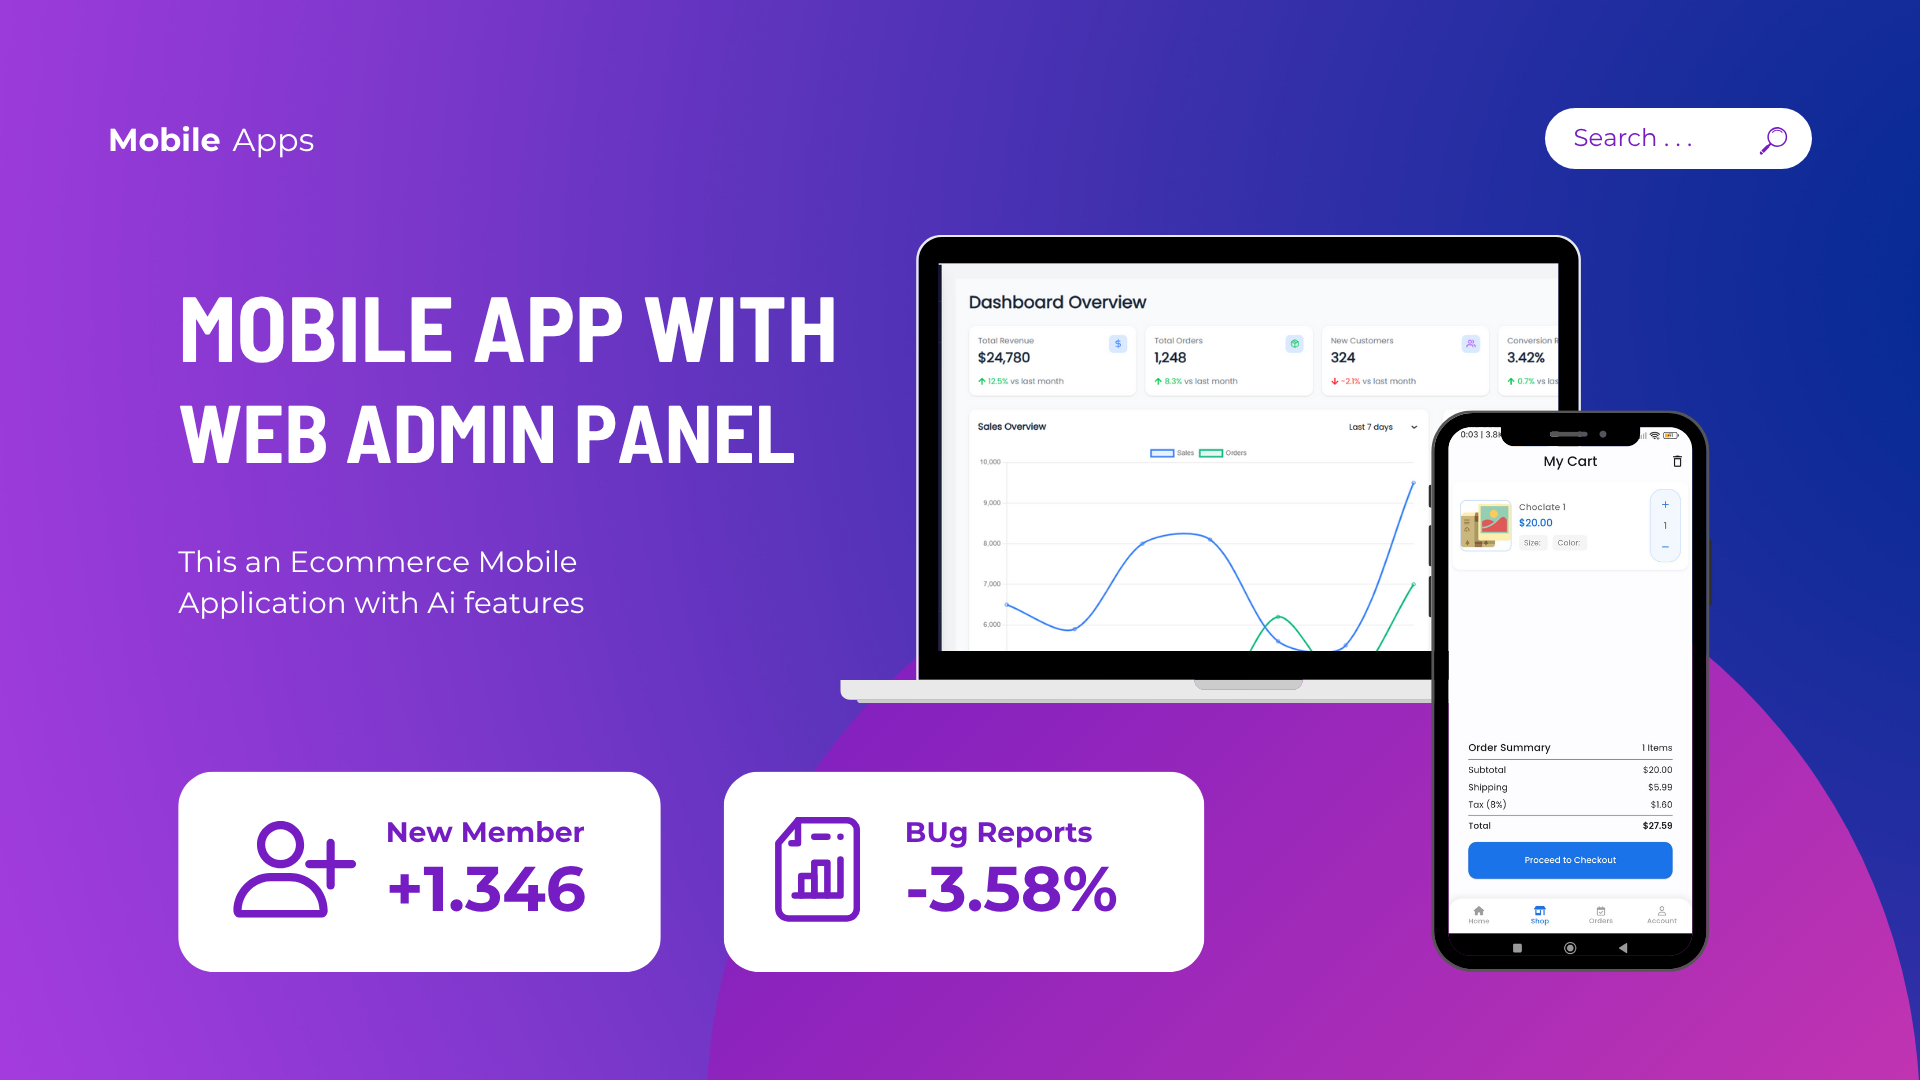 Mobile Apps
Search . . .
MOBILE APP WITH
WEB ADMIN PANEL
This an Ecommerce Mobile
Application with Ai features
New Member
+1.346
BUg Reports
-3.58%
Dashboard Overview
Total Revenue
$24,780
12.5% vs last month
Total Orders
1,248
8.3% vs last month
New Customers
324
-2.1% vs last month
Conversion
3.42%
0.7% vs
Sales Overview
Last 7 days
Sales Orders
10,000
9,000
8,000
7,000
6,000
0:03 | 3.8
My Cart
Choclate 1
$20.00
Size: Color:
+
1
−
Order Summary 1 Items
Subtotal $20.00
Shipping $5.99
Tax (8%) $1.60
Total $27.59
Proceed to Checkout
Home Shop Orders Account